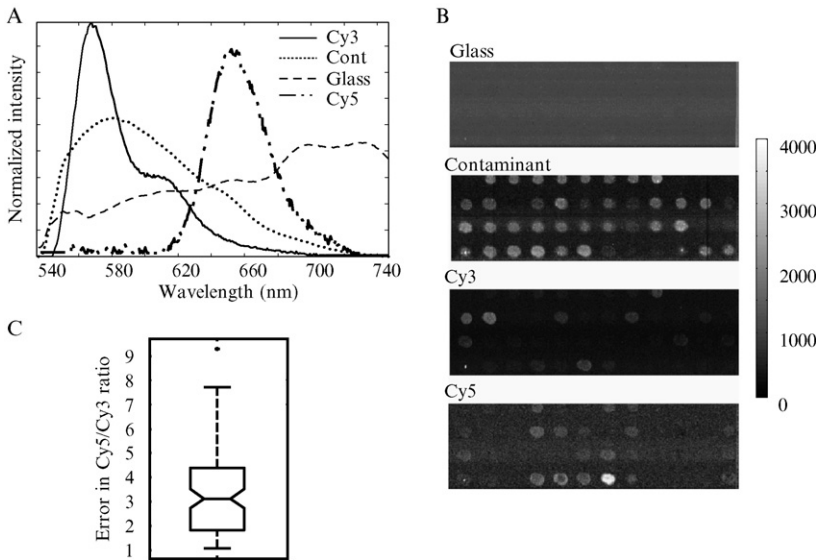 A
Normalized intensity
Cy3
Cont
Glass
Cy5
540 580 620 660 700 740
Wavelength (nm)
B
Glass
Contaminant
Cy3
Cy5
4000
3000
2000
1000
0
C
Error in Cy5/Cy3 ratio
9
8
7
6
5
4
3
2
1